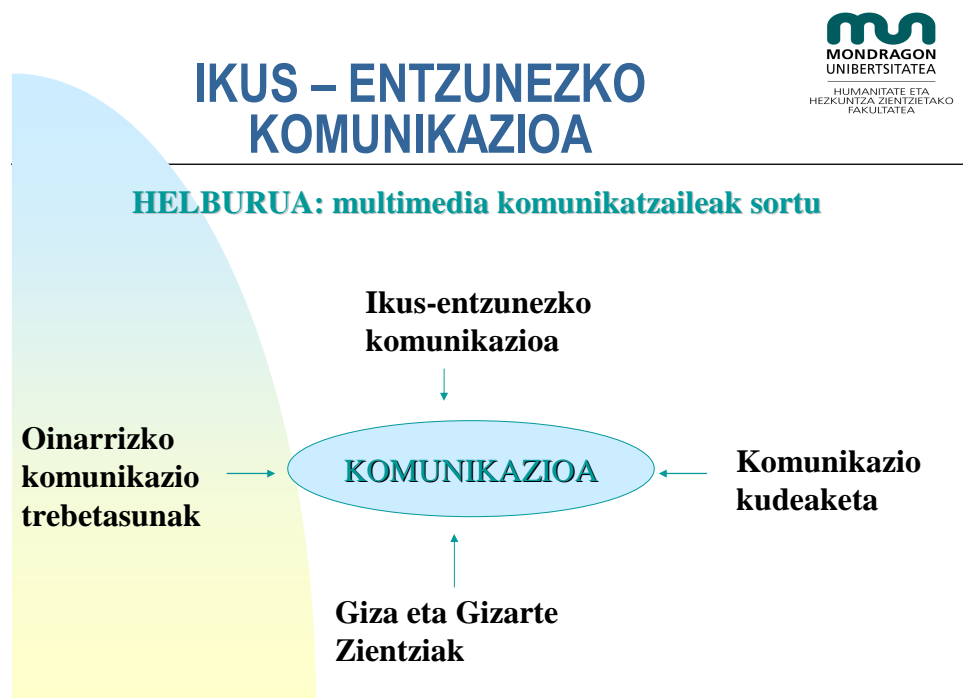 MONDRAGON
UNIBERTSITATEA
HUMANITATE ETA
HEZKUNTZA ZIENTZIETAKO
FAKULTATEA
IKUS – ENTZUNEZKO
KOMUNIKAZIOA
HELBURUA: multimedia komunikatzaileak sortu
Ikus-entzunezko
komunikazioa
Oinarrizko
komunikazio
trebetasunak
KOMUNIKAZIOA
Komunikazio
kudeaketa
Giza eta Gizarte
Zientziak